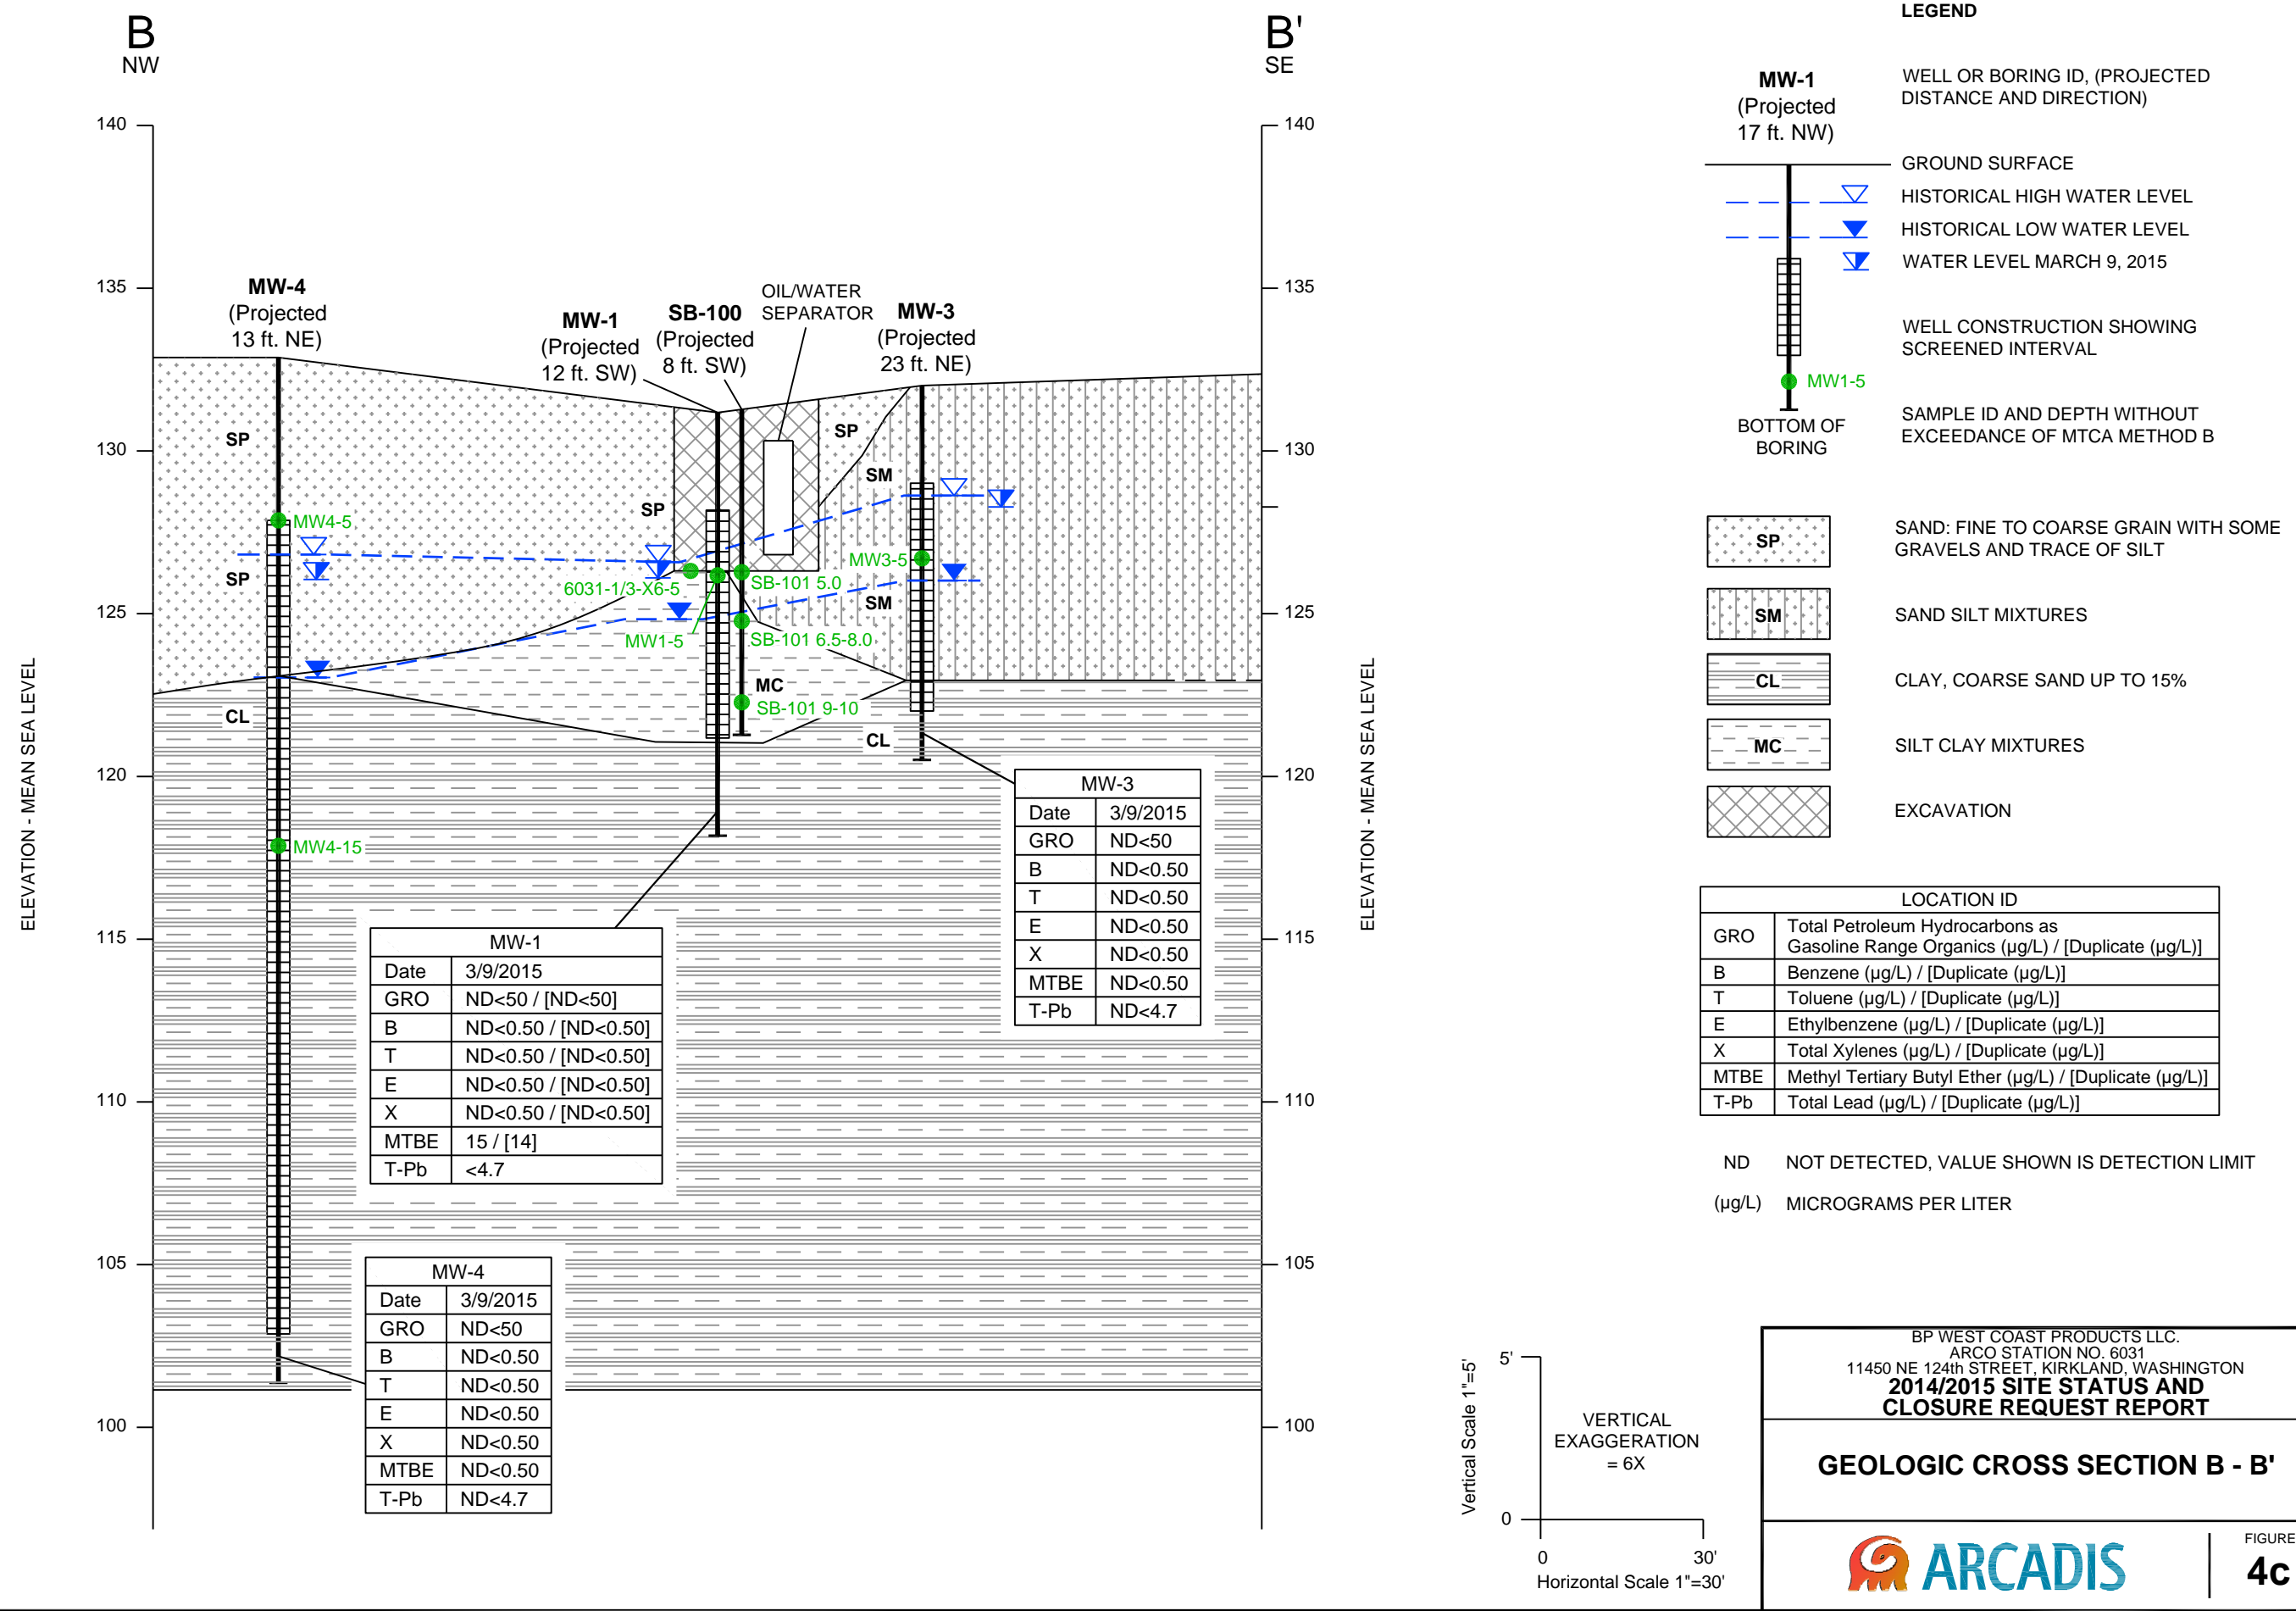 B
NW
B'
SE
140
135
130
125
120
115
110
105
100
140
135
130
125
120
115
110
105
100
ELEVATION - MEAN SEA LEVEL
ELEVATION - MEAN SEA LEVEL
MW-4
(Projected
13 ft. NE)
MW-1
(Projected
12 ft. SW)
SB-100
(Projected
8 ft. SW)
OIL/WATER
SEPARATOR
MW-3
(Projected
23 ft. NE)
SP
SP
SP
SP
SM
SM
MC
CL
CL
MW4-5
MW4-15
6031-1/3-X6-5
MW1-5
SB-101 5.0
SB-101 6.5-8.0
SB-101 9-10
MW3-5
MW-3
Date 3/9/2015
GRO ND<50
B ND<0.50
T ND<0.50
E ND<0.50
X ND<0.50
MTBE ND<0.50
T-Pb ND<4.7
MW-1
Date 3/9/2015
GRO ND<50 / [ND<50]
B ND<0.50 / [ND<0.50]
T ND<0.50 / [ND<0.50]
E ND<0.50 / [ND<0.50]
X ND<0.50 / [ND<0.50]
MTBE 15 / [14]
T-Pb <4.7
MW-4
Date 3/9/2015
GRO ND<50
B ND<0.50
T ND<0.50
E ND<0.50
X ND<0.50
MTBE ND<0.50
T-Pb ND<4.7
LEGEND
MW-1
(Projected
17 ft. NW)
WELL OR BORING ID, (PROJECTED
DISTANCE AND DIRECTION)
GROUND SURFACE
HISTORICAL HIGH WATER LEVEL
HISTORICAL LOW WATER LEVEL
WATER LEVEL MARCH 9, 2015
WELL CONSTRUCTION SHOWING
SCREENED INTERVAL
MW1-5
SAMPLE ID AND DEPTH WITHOUT
EXCEEDANCE OF MTCA METHOD B
BOTTOM OF
BORING
SP
SAND: FINE TO COARSE GRAIN WITH SOME
GRAVELS AND TRACE OF SILT
SM
SAND SILT MIXTURES
CL
CLAY, COARSE SAND UP TO 15%
MC
SILT CLAY MIXTURES
EXCAVATION
LOCATION ID
GRO Total Petroleum Hydrocarbons as
Gasoline Range Organics (µg/L) / [Duplicate (µg/L)]
B Benzene (µg/L) / [Duplicate (µg/L)]
T Toluene (µg/L) / [Duplicate (µg/L)]
E Ethylbenzene (µg/L) / [Duplicate (µg/L)]
X Total Xylenes (µg/L) / [Duplicate (µg/L)]
MTBE Methyl Tertiary Butyl Ether (µg/L) / [Duplicate (µg/L)]
T-Pb Total Lead (µg/L) / [Duplicate (µg/L)]
ND NOT DETECTED, VALUE SHOWN IS DETECTION LIMIT
(µg/L) MICROGRAMS PER LITER
Vertical Scale 1"=5'
5'
0
VERTICAL
EXAGGERATION
= 6X
0 30'
Horizontal Scale 1"=30'
BP WEST COAST PRODUCTS LLC.
ARCO STATION NO. 6031
11450 NE 124th STREET, KIRKLAND, WASHINGTON
2014/2015 SITE STATUS AND
CLOSURE REQUEST REPORT
GEOLOGIC CROSS SECTION B - B'
ARCADIS
FIGURE
4c